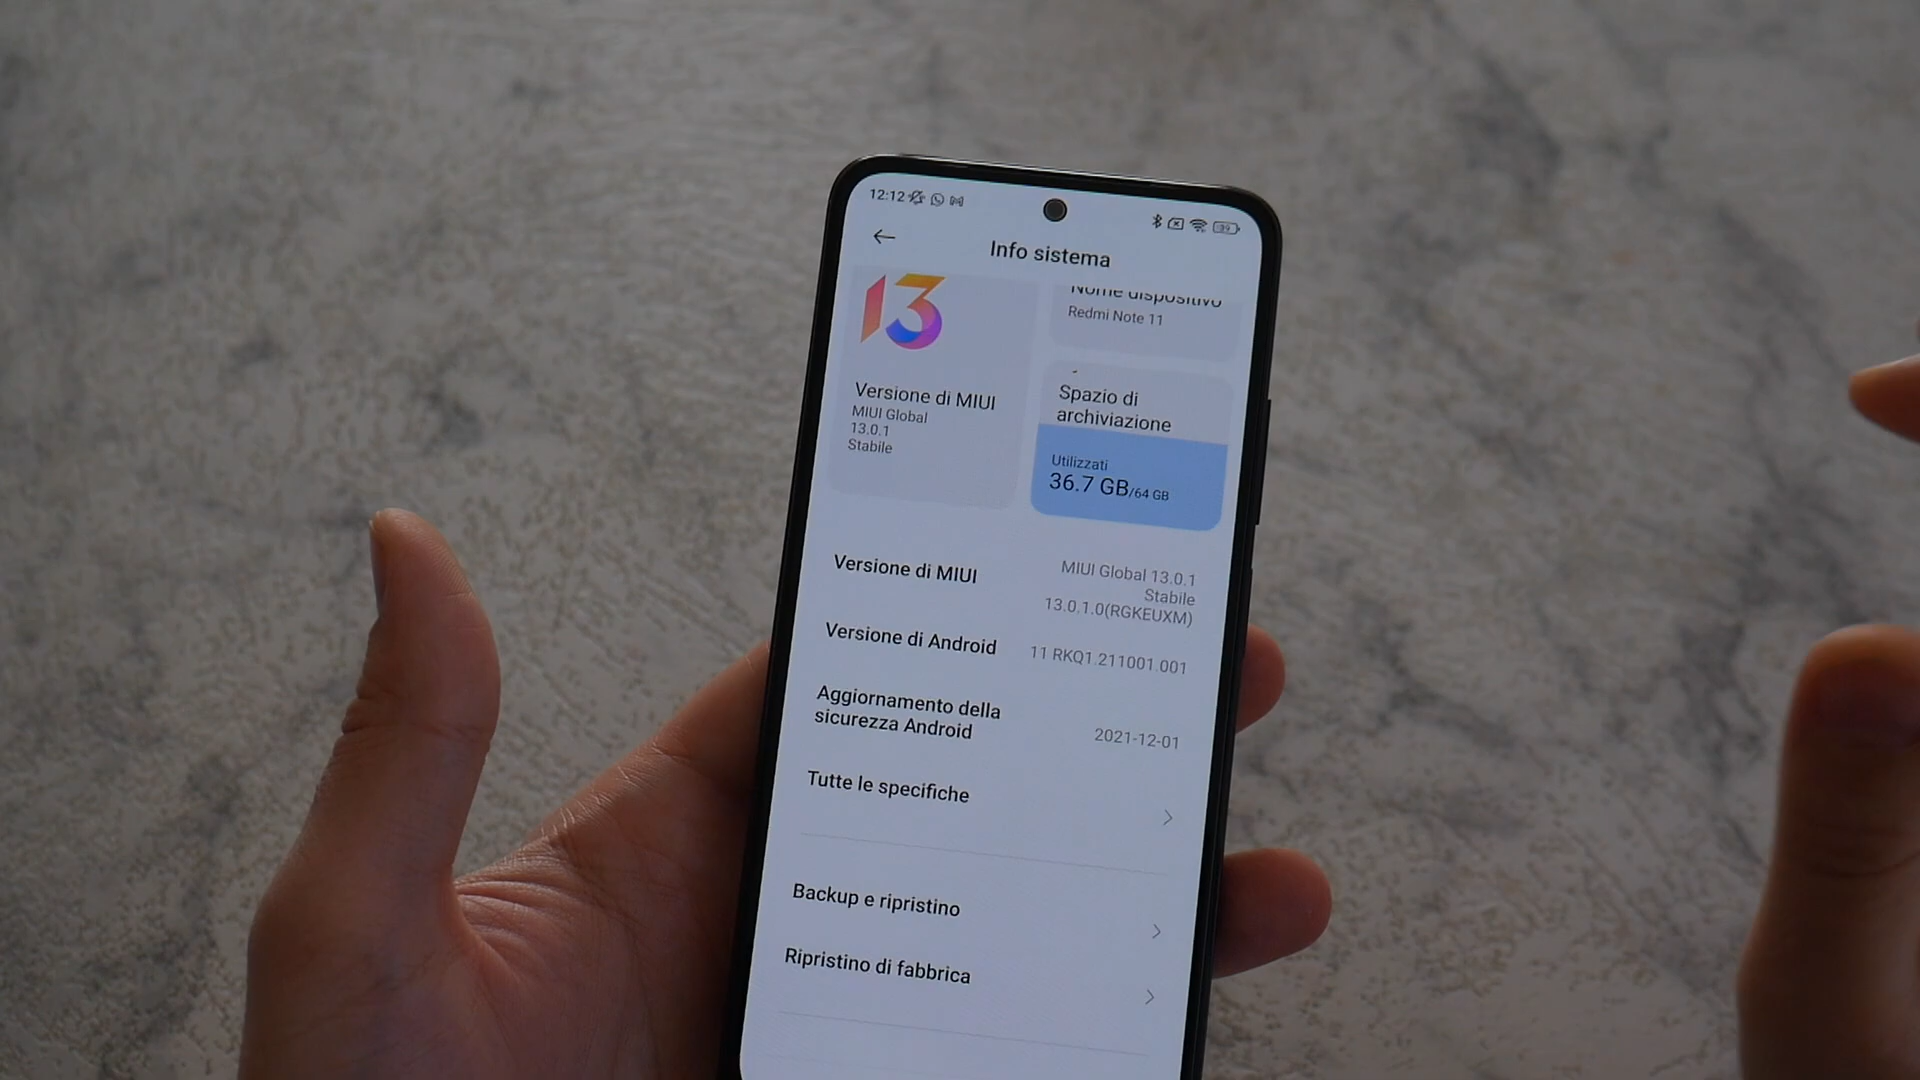 12:12
39
Info sistema
13
Nome dispositivo
Redmi Note 11
Versione di MIUI
MIUI Global
13.0.1
Stabile
Spazio di
archiviazione
Utilizzati
36.7 GB/64 GB
Versione di MIUI
MIUI Global 13.0.1
Stabile
13.0.1.0(RGKEUXM)
Versione di Android
11 RKQ1.211001.001
Aggiornamento della
sicurezza Android
2021-12-01
Tutte le specifiche
Backup e ripristino
Ripristino di fabbrica